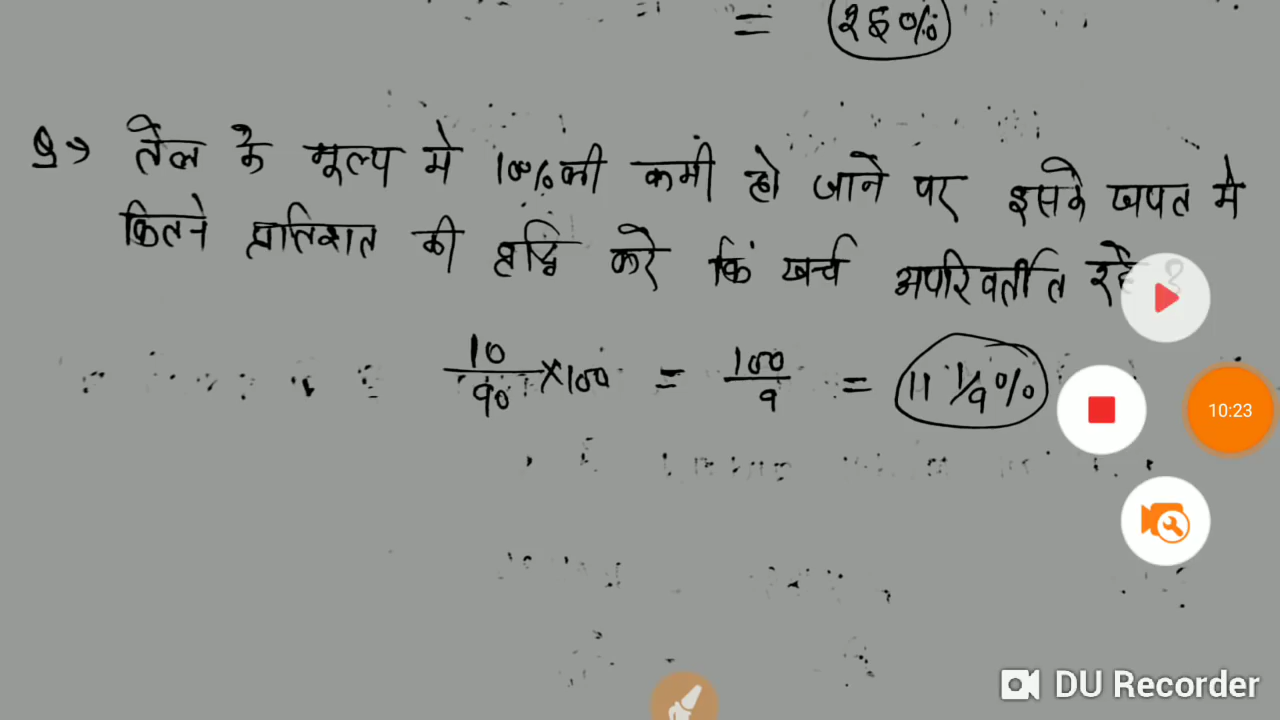 = 25%
Q→ तेल के मूल्य मे 10%की कमी हो जाने पर इसके खपत मे
कितने प्रतिशत की वृद्धि करे किं खर्च अपरिवर्तीत रहे ?
10/90 ×100 = 100/9 = 11 1/9%
10:23
DU Recorder